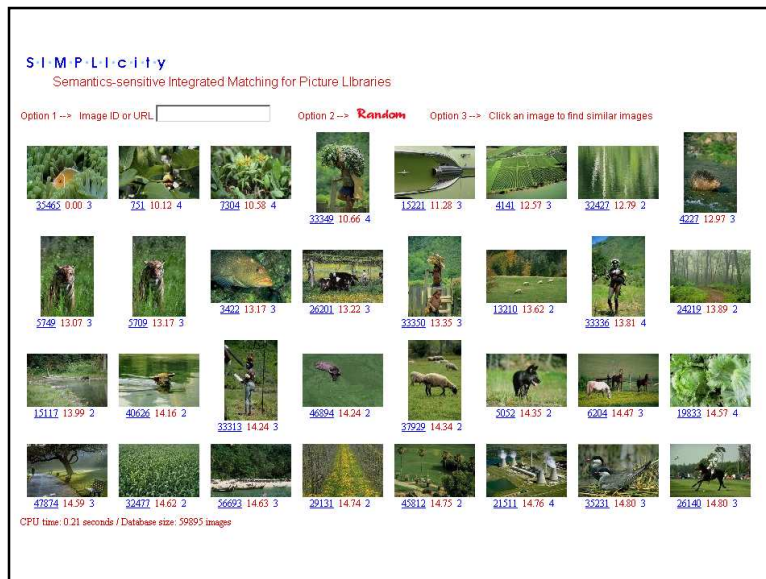 S·I·M·P·L·I·c·i·t·y
Semantics-sensitive Integrated Matching for Picture LIbraries
Option 1 --> Image ID or URL
Option 2 --> Random
Option 3 --> Click an image to find similar images
35465 0.00 3
751 10.12 4
7304 10.58 4
33349 10.66 4
15221 11.28 3
4141 12.57 3
32427 12.79 2
4227 12.97 3
5749 13.07 3
5709 13.17 3
3422 13.17 3
26201 13.22 3
33350 13.35 3
13210 13.62 2
33336 13.81 4
24219 13.89 2
15117 13.99 2
40626 14.16 2
33313 14.24 3
46894 14.24 2
37929 14.34 2
5052 14.35 2
6204 14.47 3
19833 14.57 4
47874 14.59 3
32477 14.62 2
56693 14.63 3
29131 14.74 2
45812 14.75 2
21511 14.76 4
35231 14.80 3
26140 14.80 3
CPU time: 0.21 seconds / Database size: 59895 images